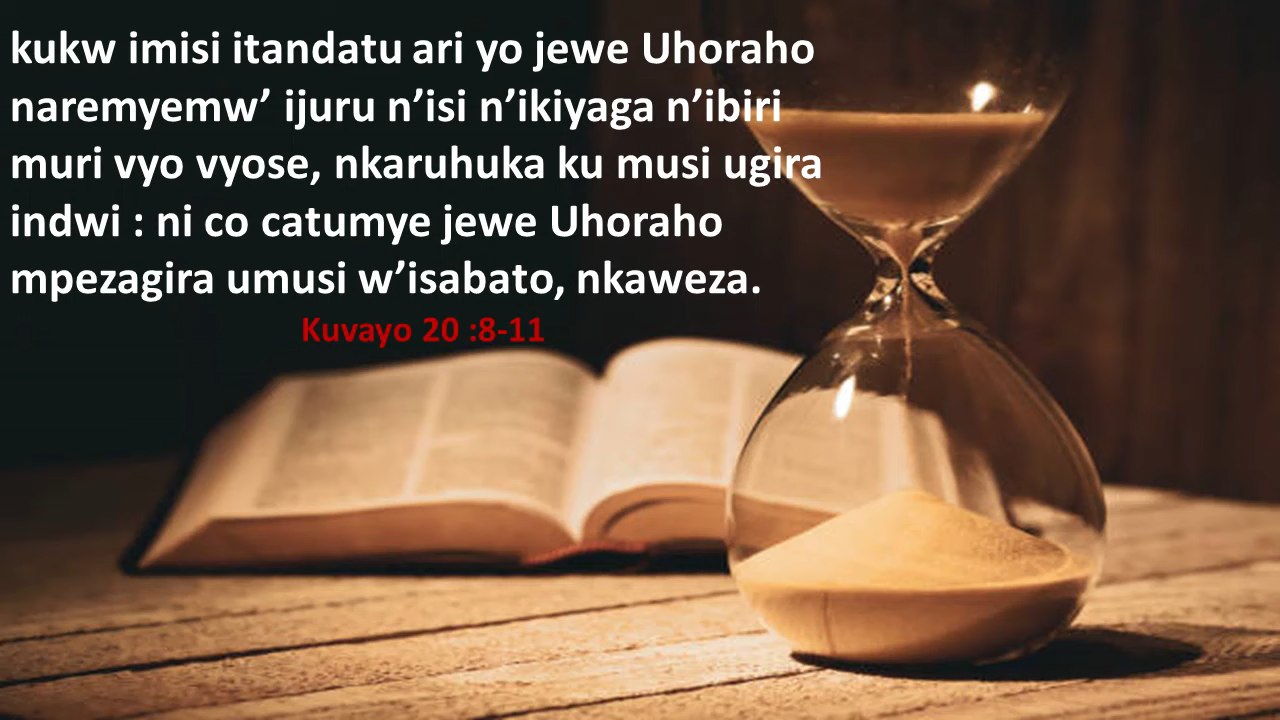 kukw imisi itandatu ari yo jewe Uhoraho
naremyemw’ ijuru n’isi n’ikiyaga n’ibiri
muri vyo vyose, nkaruhuka ku musi ugira
indwi : ni co catumye jewe Uhoraho
mpezagira umusi w’isabato, nkaweza.
Kuvayo 20 :8-11